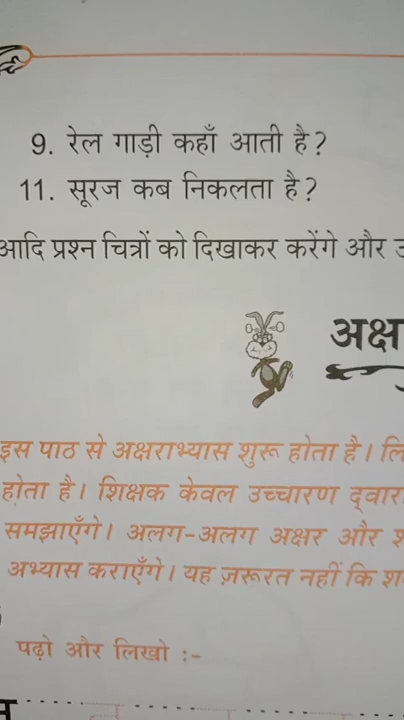 9. रेल गाड़ी कहाँ आती है?
11. सूरज कब निकलता है?
आदि प्रश्न चित्रों को दिखाकर करेंगे और
अक्ष
इस पाठ से अक्षराभ्यास शुरू होता है।
होता है। शिक्षक केवल उच्चारण द्वार
समझाएँगे। अलग-अलग अक्षर और
अभ्यास कराएँगे। यह ज़रूरत नहीं कि
पढ़ो और लिखो :-